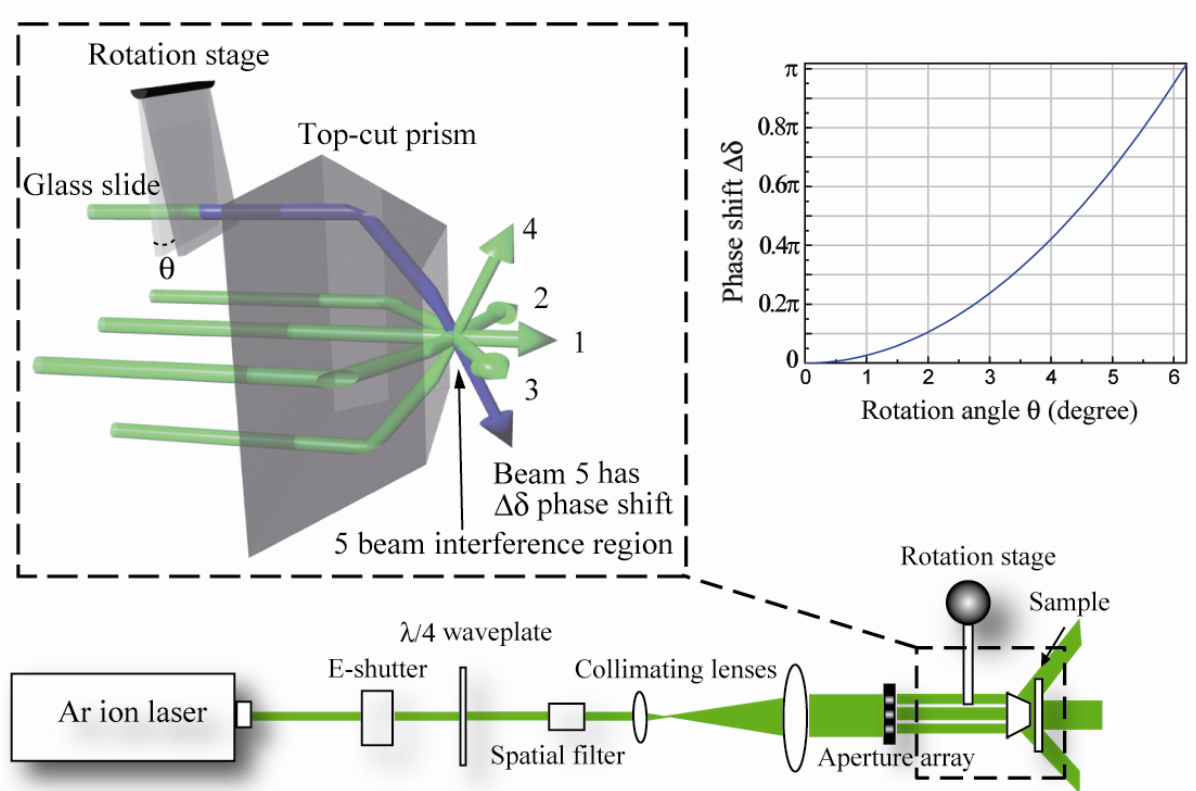 Rotation stage
Top-cut prism
Glass slide
θ
4
2
1
3
Beam 5 has
Δδ phase shift
5 beam interference region
Phase shift Δδ
π
0.8π
0.6π
0.4π
0.2π
0
0 1 2 3 4 5 6
Rotation angle θ (degree)
Rotation stage
Sample
λ/4 waveplate
E-shutter
Collimating lenses
Ar ion laser
Spatial filter
Aperture array